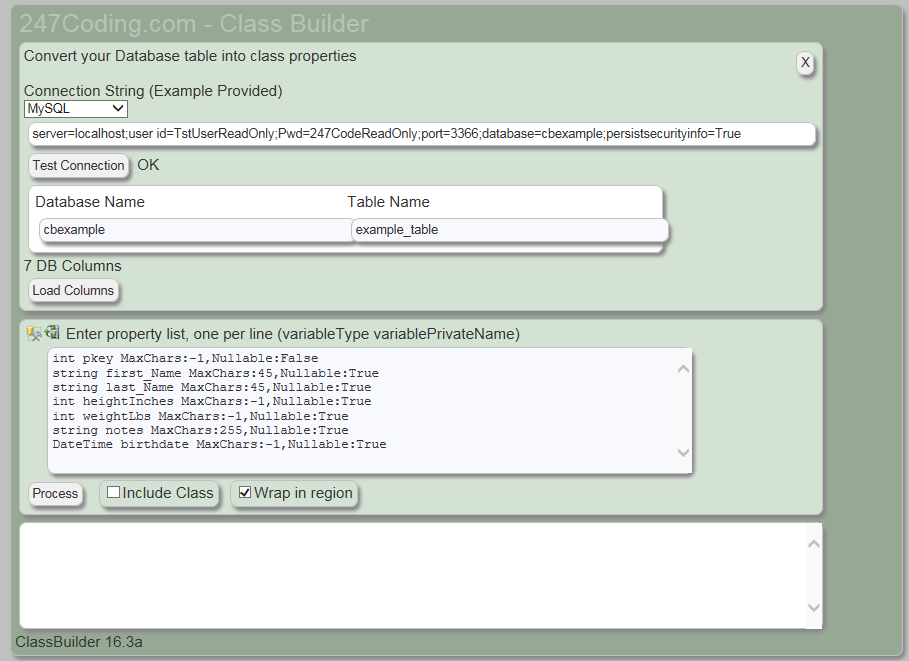 247Coding.com - Class Builder
Convert your Database table into class properties
X
Connection String (Example Provided)
MySQL
server=localhost;user id=TstUserReadOnly;Pwd=247CodeReadOnly;port=3366;database=cbexample;persistsecurityinfo=True
Test Connection OK
Database Name Table Name
cbexample example_table
7 DB Columns
Load Columns
Enter property list, one per line (variableType variablePrivateName)
int pkey MaxChars:-1,Nullable:False
string first_Name MaxChars:45,Nullable:True
string last_Name MaxChars:45,Nullable:True
int heightInches MaxChars:-1,Nullable:True
int weightLbs MaxChars:-1,Nullable:True
string notes MaxChars:255,Nullable:True
DateTime birthdate MaxChars:-1,Nullable:True
Process Include Class Wrap in region
ClassBuilder 16.3a